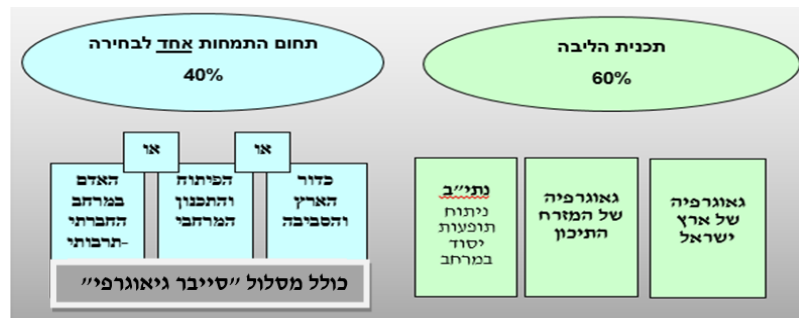 תכנית הליבה
60%
גאוגרפיה
של ארץ
ישראל
גאוגרפיה
של המזרח
התיכון
נתי״ב
ניתוח
תופעות
יסוד
במרחב
תחום התמחות אחד לבחירה
40%
או
או
כדור
הארץ
והסביבה
הפיתוח
והתכנון
המרחבי
האדם
במרחב
החברתי
-תרבותי
כולל מסלול ״סייבר גיאוגרפי״